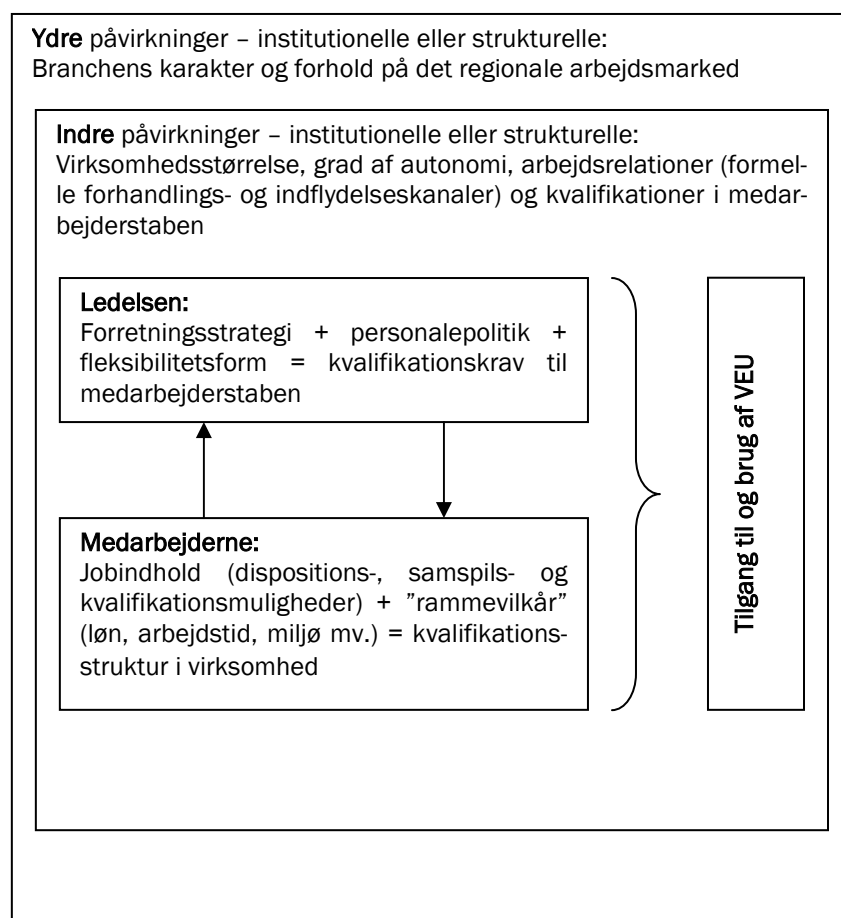 Ydre påvirkninger – institutionelle eller strukturelle:
Branchens karakter og forhold på det regionale arbejdsmarked
Indre påvirkninger – institutionelle eller strukturelle:
Virksomhedsstørrelse, grad af autonomi, arbejdsrelationer (formel-
le forhandlings- og indflydelseskanaler) og kvalifikationer i medar-
bejderstaben
Ledelsen:
Forretningsstrategi + personalepolitik +
fleksibilitetsform = kvalifikationskrav til
medarbejderstaben
Medarbejderne:
Jobindhold (dispositions-, samspils- og
kvalifikationsmuligheder) + ”rammevilkår”
(løn, arbejdstid, miljø mv.) = kvalifikations-
struktur i virksomhed
Tilgang til og brug af VEU